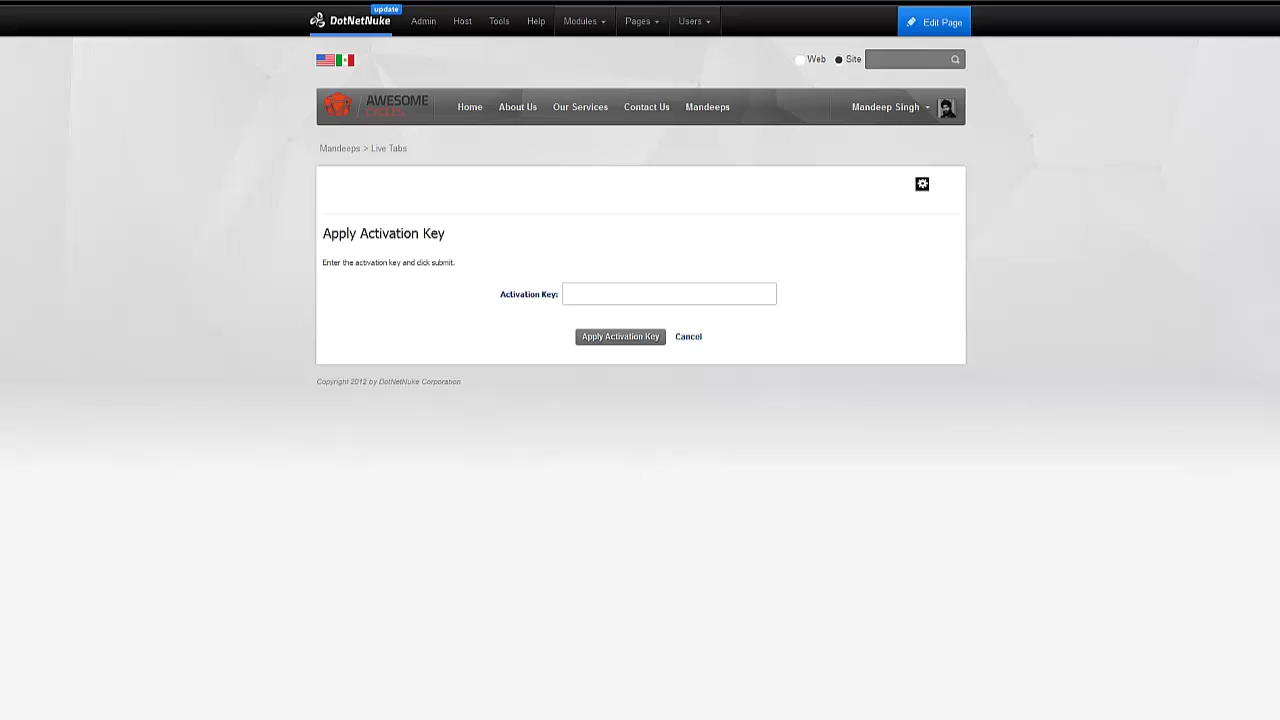 update
DotNetNuke Admin Host Tools Help Modules Pages Users Edit Page
Web Site
AWESOME CYCLES Home About Us Our Services Contact Us Mandeeps Mandeep Singh
Mandeeps > Live Tabs
Apply Activation Key
Enter the activation key and click submit.
Activation Key:
Apply Activation Key Cancel
Copyright 2012 by DotNetNuke Corporation